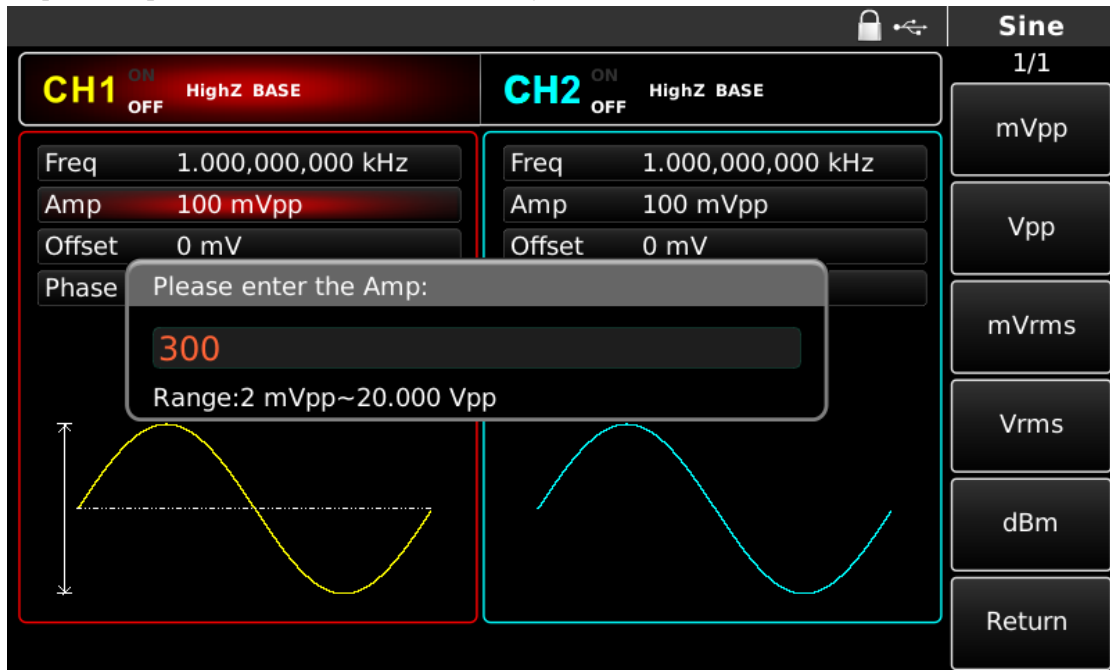 Sine
1/1
CH1 ON OFF HighZ BASE
CH2 ON OFF HighZ BASE
Freq 1.000,000,000 kHz
Amp 100 mVpp
Offset 0 mV
Phase
Freq 1.000,000,000 kHz
Amp 100 mVpp
Offset 0 mV
Please enter the Amp:
300
Range:2 mVpp~20.000 Vpp
mVpp
Vpp
mVrms
Vrms
dBm
Return